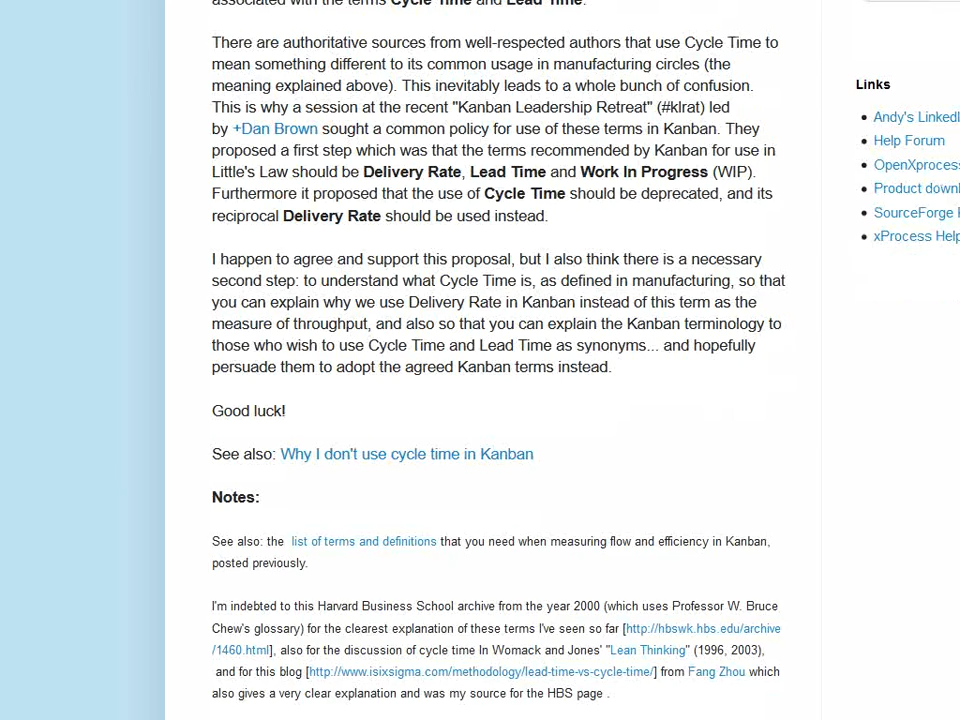 associated with the terms Cycle Time and Lead Time.
There are authoritative sources from well-respected authors that use Cycle Time to
mean something different to its common usage in manufacturing circles (the
meaning explained above). This inevitably leads to a whole bunch of confusion.
This is why a session at the recent "Kanban Leadership Retreat" (#klrat) led
by +Dan Brown sought a common policy for use of these terms in Kanban. They
proposed a first step which was that the terms recommended by Kanban for use in
Little's Law should be Delivery Rate, Lead Time and Work In Progress (WIP).
Furthermore it proposed that the use of Cycle Time should be deprecated, and its
reciprocal Delivery Rate should be used instead.
I happen to agree and support this proposal, but I also think there is a necessary
second step: to understand what Cycle Time is, as defined in manufacturing, so that
you can explain why we use Delivery Rate in Kanban instead of this term as the
measure of throughput, and also so that you can explain the Kanban terminology to
those who wish to use Cycle Time and Lead Time as synonyms... and hopefully
persuade them to adopt the agreed Kanban terms instead.
Good luck!
See also: Why I don't use cycle time in Kanban
Notes:
See also: the list of terms and definitions that you need when measuring flow and efficiency in Kanban,
posted previously.
I'm indebted to this Harvard Business School archive from the year 2000 (which uses Professor W. Bruce
Chew's glossary) for the clearest explanation of these terms I've seen so far [http://hbswk.hbs.edu/archive
/1460.html], also for the discussion of cycle time In Womack and Jones' "Lean Thinking" (1996, 2003),
and for this blog [http://www.isixsigma.com/methodology/lead-time-vs-cycle-time/] from Fang Zhou which
also gives a very clear explanation and was my source for the HBS page .
Links
Andy's LinkedI
Help Forum
OpenXproces
Product down
SourceForge
xProcess Help